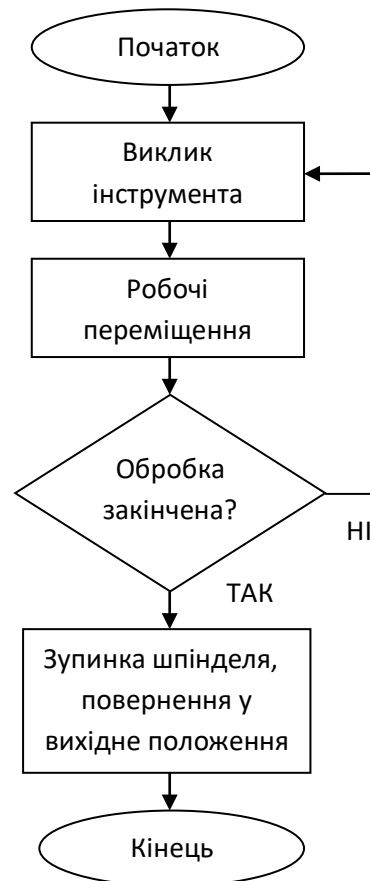 Початок
Виклик
інструмента
Робочі
переміщення
Обробка
закінчена?
НІ
ТАК
Зупинка шпінделя,
повернення у
вихідне положення
Кінець